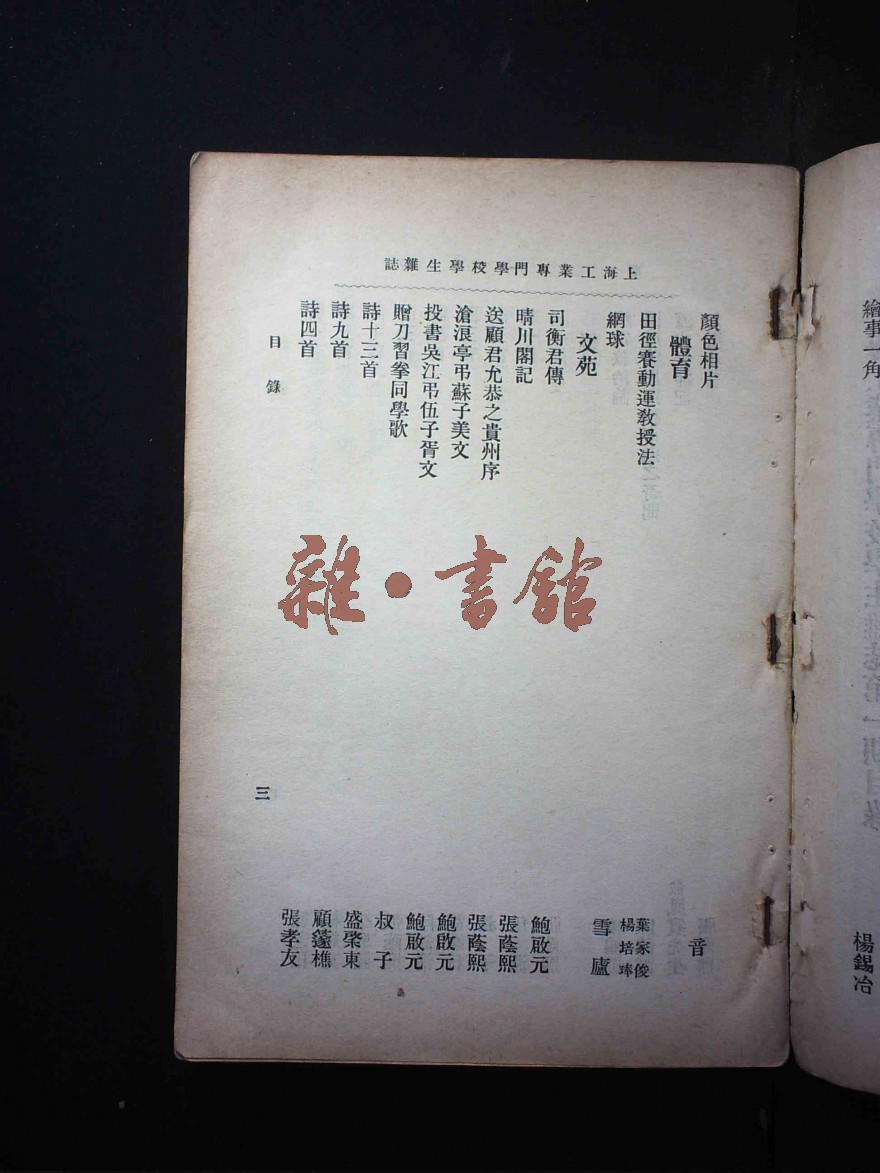 上海工業專門學校學生雜誌
顏色相片 音
體育
田徑賽動運教授法 葉家俊 楊培琫
網球 雪廬
文苑
司衡君傳 鮑啟元
晴川閣記 張蔭熙
送顧君允恭之貴州序 張蔭熙
滄浪亭弔蘇子美文 鮑啟元
投書吳江弔伍子胥文 鮑啟元
贈刀習拳同學歌 叔子
詩十三首 盛榮東
詩九首 顧篷樵
詩四首 張孝友
目錄
三
雜·書館
繪事一角 楊錫冶